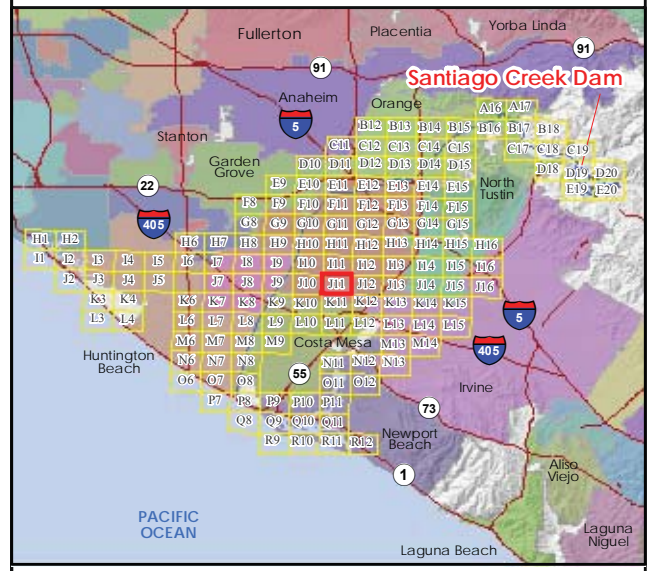 Fullerton
Placentia
Yorba Linda
91
91
Santiago Creek Dam
Anaheim
Orange
A16 A17
5
B12 B13 B14 B15 B16 B17 B18
Stanton
C11 C12 C13 C14 C15 C17 C18 C19
Garden
Grove
D10 D11 D12 D13 D14 D15 D18 D19 D20
22
E9 E10 E11 E12 E13 E14 E15 E19 E20
North
Tustin
405
F8 F9 F10 F11 F12 F13 F14 F15
G8 G9 G10 G11 G12 G13 G14 G15
H1 H2 H6 H7 H8 H9 H10 H11 H12 H13 H14 H15 H16
I1 I2 I3 I4 I5 I6 I7 I8 I9 I10 I11 I12 I13 I14 I15 I16
J2 J3 J4 J5 J7 J8 J9 J10 J11 J12 J13 J14 J15 J16
K3 K4 K6 K7 K8 K9 K10 K11 K12 K13 K14 K15
5
L3 L4 L6 L7 L8 L9 L10 L11 L12 L13 L14 L15
M6 M7 M8 M9 Costa Mesa M13 M14
405
Huntington
Beach
N6 N7 N8 N11 N12 N13
55
O6 O7 O8 O11 O12
Irvine
P7 P8 P9 P10 P11
73
Q8 Q9 Q10 Q11
Newport
Beach
R9 R10 R11 R12
Aliso
Viejo
1
PACIFIC
OCEAN
Laguna
Niguel
Laguna Beach